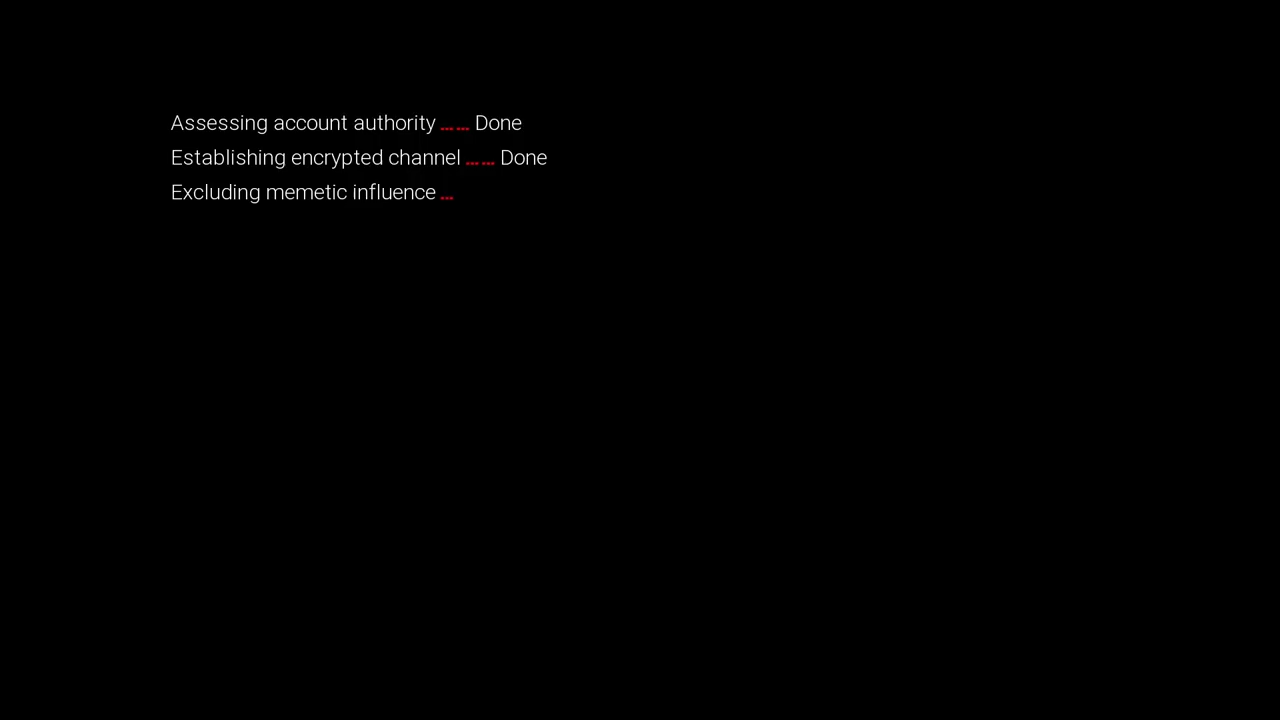 Assessing account authority …… Done
Establishing encrypted channel …… Done
Excluding memetic influence …